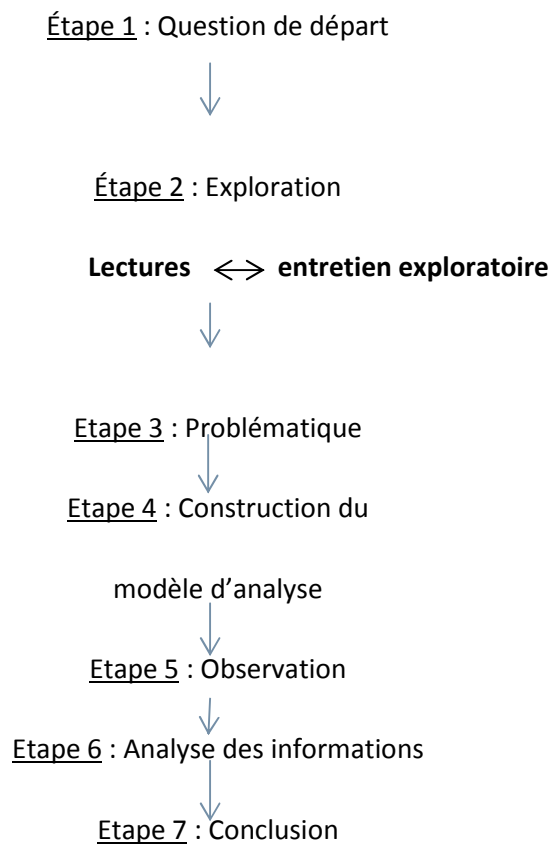 Étape 1 : Question de départ
Étape 2 : Exploration
Lectures ↔ entretien exploratoire
Etape 3 : Problématique
Etape 4 : Construction du
modèle d’analyse
Etape 5 : Observation
Etape 6 : Analyse des informations
Etape 7 : Conclusion